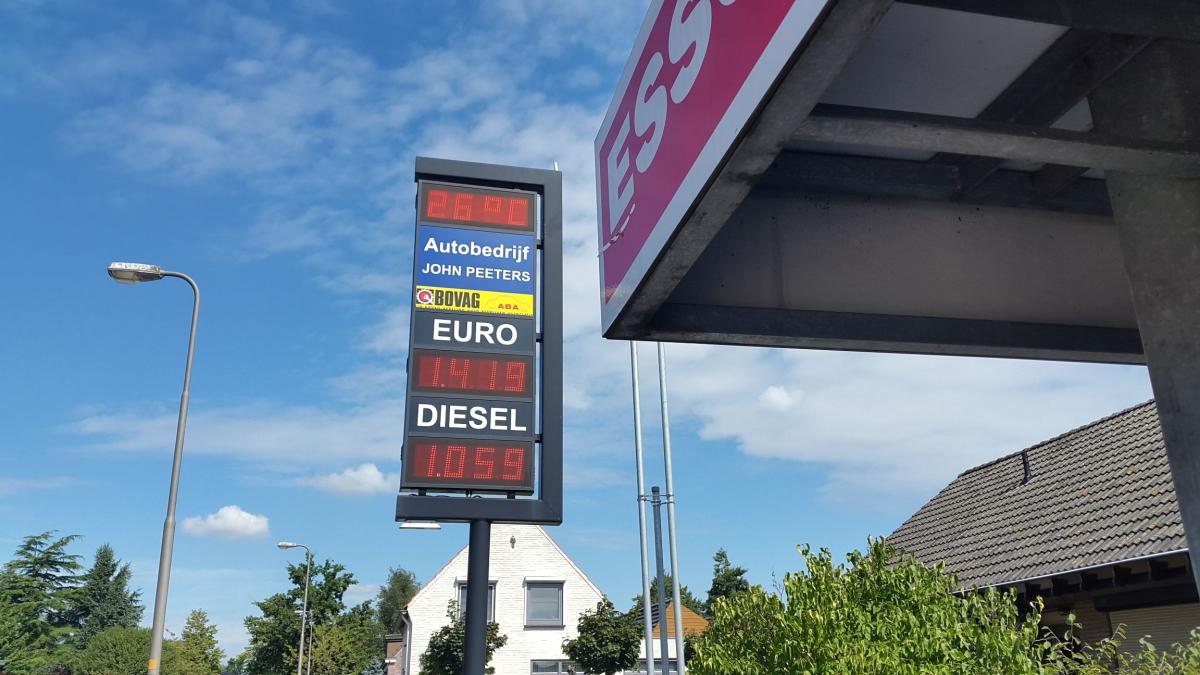 26°C
Autobedrijf
JOHN PEETERS
BOVAG ABA
EURO
1.419
DIESEL
1.059
ESS